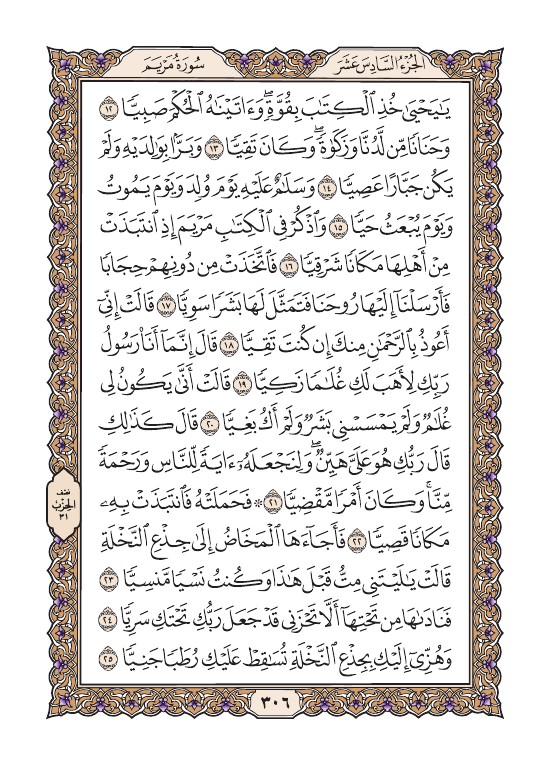 سُورَةُ مَرۡيَمَ
الجُزۡءُ السَّادِسَ عَشَرَ
يَٰيَحۡيَىٰ خُذِ ٱلۡكِتَٰبَ بِقُوَّةٖۖ وَءَاتَيۡنَٰهُ ٱلۡحُكۡمَ صَبِيّٗا ١٢
وَحَنَانٗا مِّن لَّدُنَّا وَزَكَوٰةٗۖ وَكَانَ تَقِيّٗا ١٣ وَبَرَّۢا بِوَٰلِدَيۡهِ وَلَمۡ
يَكُن جَبَّارًا عَصِيّٗا ١٤ وَسَلَٰمٌ عَلَيۡهِ يَوۡمَ وُلِدَ وَيَوۡمَ يَمُوتُ
وَيَوۡمَ يُبۡعَثُ حَيّٗا ١٥ وَٱذۡكُرۡ فِي ٱلۡكِتَٰبِ مَرۡيَمَ إِذِ ٱنتَبَذَتۡ
مِنۡ أَهۡلِهَا مَكَانٗا شَرۡقِيّٗا ١٦ فَٱتَّخَذَتۡ مِن دُونِهِمۡ حِجَابٗا
فَأَرۡسَلۡنَآ إِلَيۡهَا رُوحَنَا فَتَمَثَّلَ لَهَا بَشَرٗا سَوِيّٗا ١٧ قَالَتۡ إِنِّيٓ
أَعُوذُ بِٱلرَّحۡمَٰنِ مِنكَ إِن كُنتَ تَقِيّٗا ١٨ قَالَ إِنَّمَآ أَنَا۠ رَسُولُ
رَبِّكِ لِأَهَبَ لَكِ غُلَٰمٗا زَكِيّٗا ١٩ قَالَتۡ أَنَّىٰ يَكُونُ لِي
غُلَٰمٞ وَلَمۡ يَمۡسَسۡنِي بَشَرٞ وَلَمۡ أَكُ بَغِيّٗا ٢٠ قَالَ كَذَٰلِكِ
قَالَ رَبُّكِ هُوَ عَلَيَّ هَيِّنٞۖ وَلِنَجۡعَلَهُۥٓ ءَايَةٗ لِّلنَّاسِ وَرَحۡمَةٗ
مِّنَّاۚ وَكَانَ أَمۡرٗا مَّقۡضِيّٗا ٢١ ۞ فَحَمَلَتۡهُ فَٱنتَبَذَتۡ بِهِۦ
مَكَانٗا قَصِيّٗا ٢٢ فَأَجَآءَهَا ٱلۡمَخَاضُ إِلَىٰ جِذۡعِ ٱلنَّخۡلَةِ
قَالَتۡ يَٰلَيۡتَنِي مِتُّ قَبۡلَ هَٰذَا وَكُنتُ نَسۡيٗا مَّنسِيّٗا ٢٣
فَنَادَىٰهَا مِن تَحۡتِهَآ أَلَّا تَحۡزَنِي قَدۡ جَعَلَ رَبُّكِ تَحۡتَكِ سَرِيّٗا ٢٤
وَهُزِّيٓ إِلَيۡكِ بِجِذۡعِ ٱلنَّخۡلَةِ تُسَٰقِطۡ عَلَيۡكِ رُطَبٗا جَنِيّٗا ٢٥
نصف
الحِزْبِ
٣١
٣٠٦